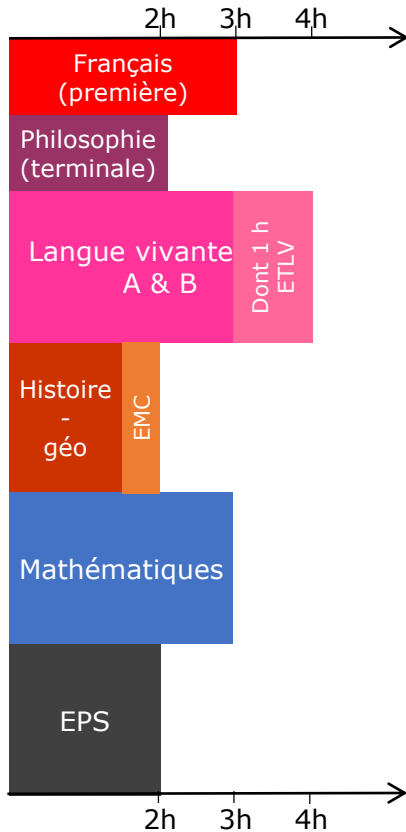 2h 3h 4h
Français
(première)
Philosophie
(terminale)
Langue vivante
A & B
Dont 1 h
ETLV
Histoire
-
géo
EMC
Mathématiques
EPS
2h 3h 4h